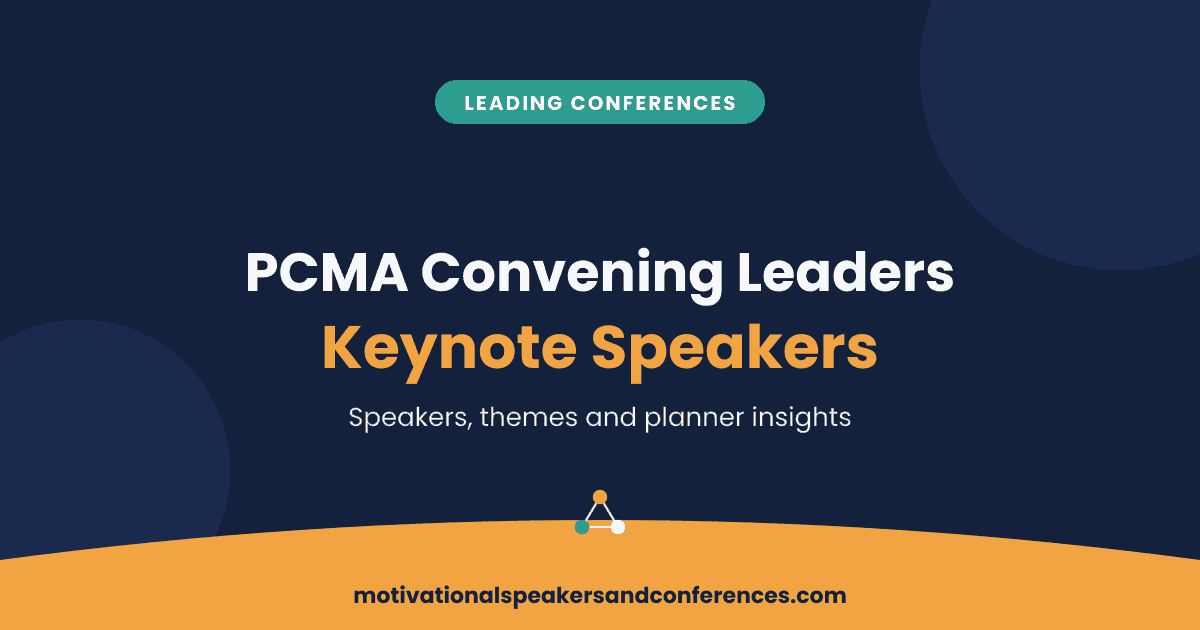 LEADING CONFERENCES
PCMA Convening Leaders
Keynote Speakers
Speakers, themes and planner insights
motivationalspeakersandconferences.com